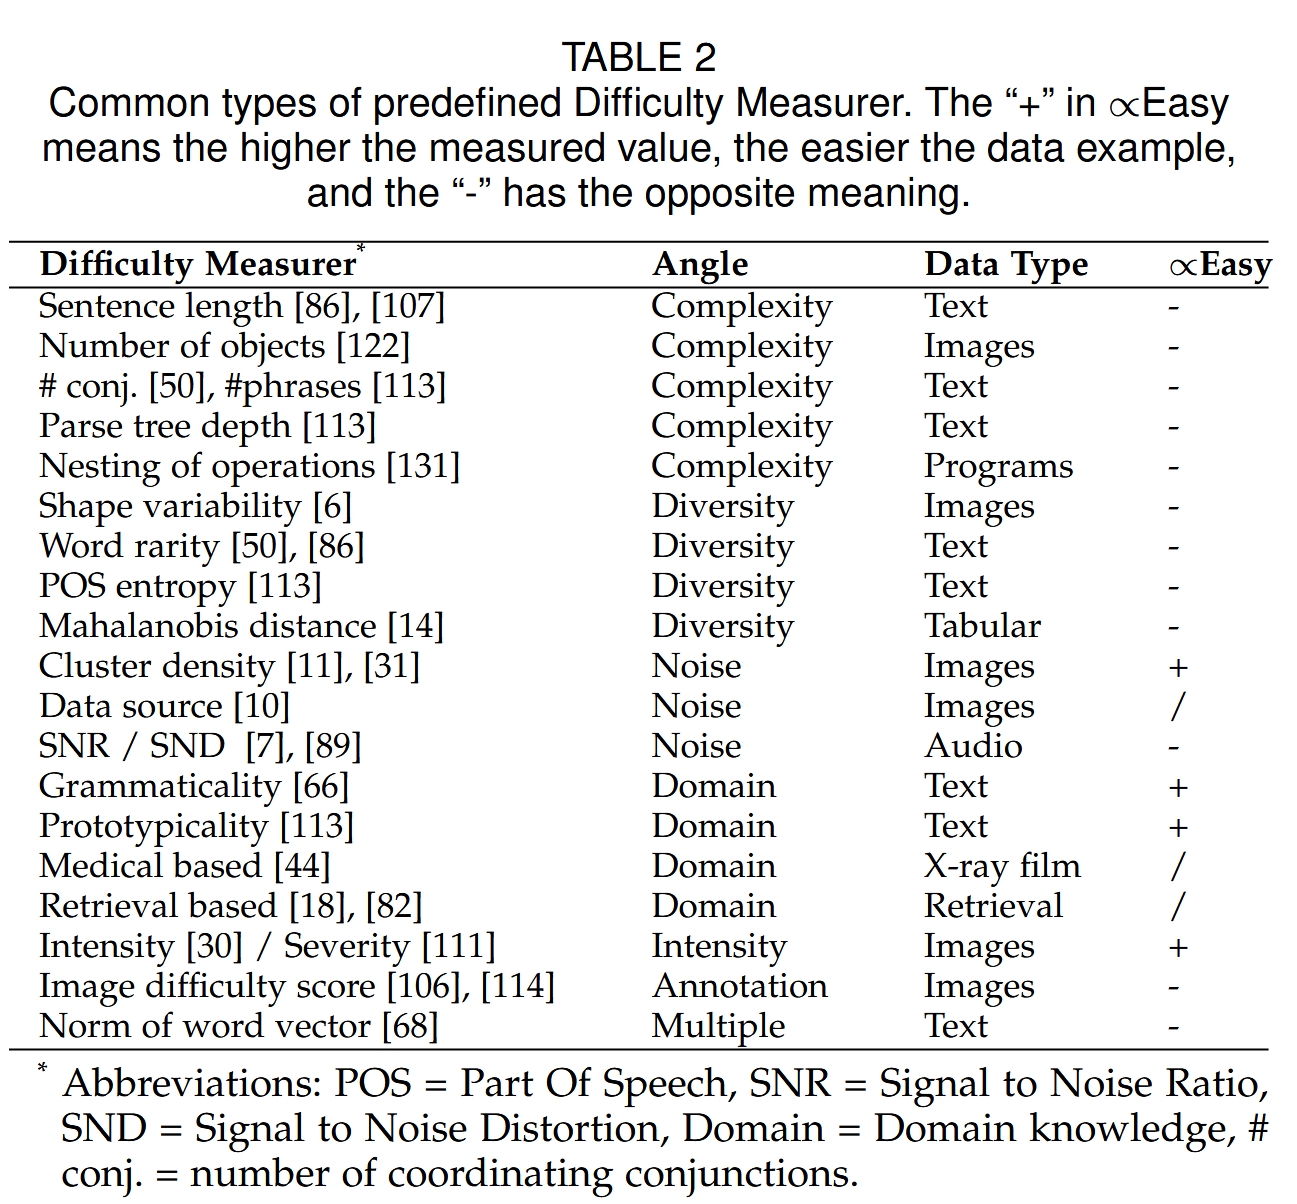 TABLE 2
Common types of predefined Difficulty Measurer. The “+” in ∝Easy
means the higher the measured value, the easier the data example,
and the “-” has the opposite meaning.
Difficulty Measurer* Angle Data Type ∝Easy
Sentence length [86], [107] Complexity Text -
Number of objects [122] Complexity Images -
# conj. [50], #phrases [113] Complexity Text -
Parse tree depth [113] Complexity Text -
Nesting of operations [131] Complexity Programs -
Shape variability [6] Diversity Images -
Word rarity [50], [86] Diversity Text -
POS entropy [113] Diversity Text -
Mahalanobis distance [14] Diversity Tabular -
Cluster density [11], [31] Noise Images +
Data source [10] Noise Images /
SNR / SND [7], [89] Noise Audio -
Grammaticality [66] Domain Text +
Prototypicality [113] Domain Text +
Medical based [44] Domain X-ray film /
Retrieval based [18], [82] Domain Retrieval /
Intensity [30] / Severity [111] Intensity Images +
Image difficulty score [106], [114] Annotation Images -
Norm of word vector [68] Multiple Text -
* Abbreviations: POS = Part Of Speech, SNR = Signal to Noise Ratio,
SND = Signal to Noise Distortion, Domain = Domain knowledge, #
conj. = number of coordinating conjunctions.